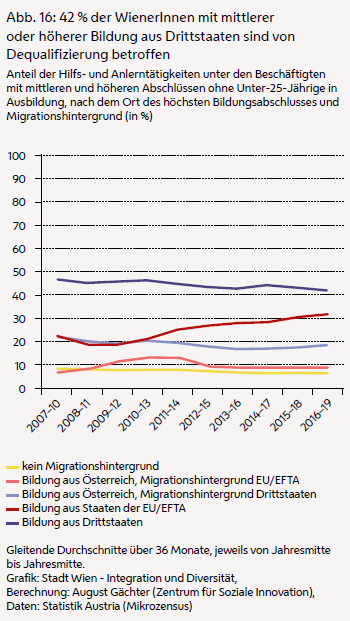 Abb. 16: 42 % der WienerInnen mit mittlerer
oder höherer Bildung aus Drittstaaten sind von
Dequalifizierung betroffen
Anteil der Hilfs- und Anlerntätigkeiten unter den Beschäftigten
mit mittleren und höheren Abschlüssen ohne Unter-25-Jährige in
Ausbildung, nach dem Ort des höchsten Bildungsabschlusses und
Migrationshintergrund (in %)
100
90
80
70
60
50
40
30
20
10
0
2007–10
2008–11
2009–12
2010–13
2011–14
2012–15
2013–16
2014–17
2015–18
2016–19
kein Migrationshintergrund
Bildung aus Österreich, Migrationshintergrund EU/EFTA
Bildung aus Österreich, Migrationshintergrund Drittstaaten
Bildung aus Staaten der EU/EFTA
Bildung aus Drittstaaten
Gleitende Durchschnitte über 36 Monate, jeweils von Jahresmitte
bis Jahresmitte.
Grafik: Stadt Wien - Integration und Diversität,
Berechnung: August Gächter (Zentrum für Soziale Innovation),
Daten: Statistik Austria (Mikrozensus)